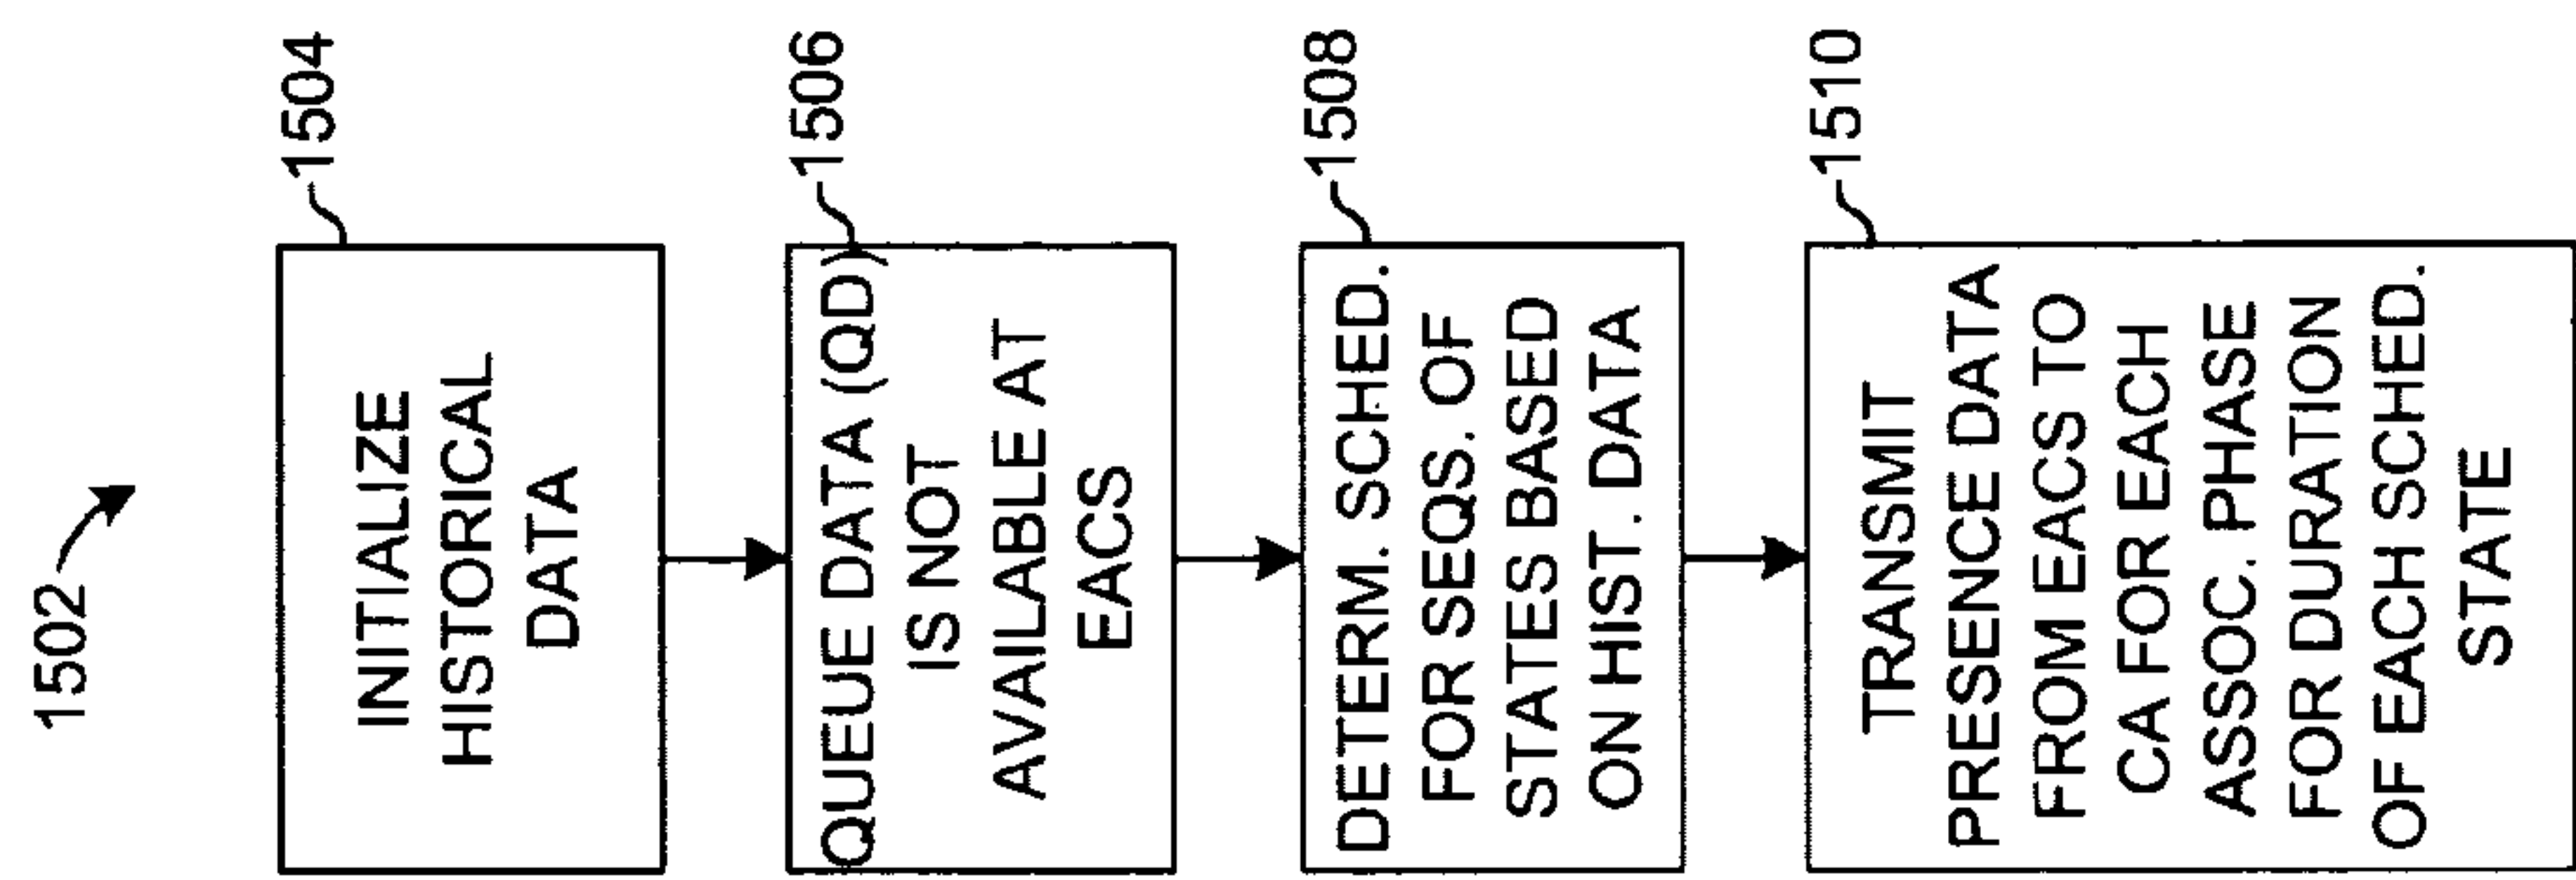 1502
1504
INITIALIZE
HISTORICAL
DATA
1506
QUEUE DATA (QD)
IS NOT
AVAILABLE AT
EACS
1508
DETERM. SCHED.
FOR SEQS. OF
STATES BASED
ON HIST. DATA
1510
TRANSMIT
PRESENCE DATA
FROM EACS TO
CA FOR EACH
ASSOC. PHASE
FOR DURATION
OF EACH SCHED.
STATE